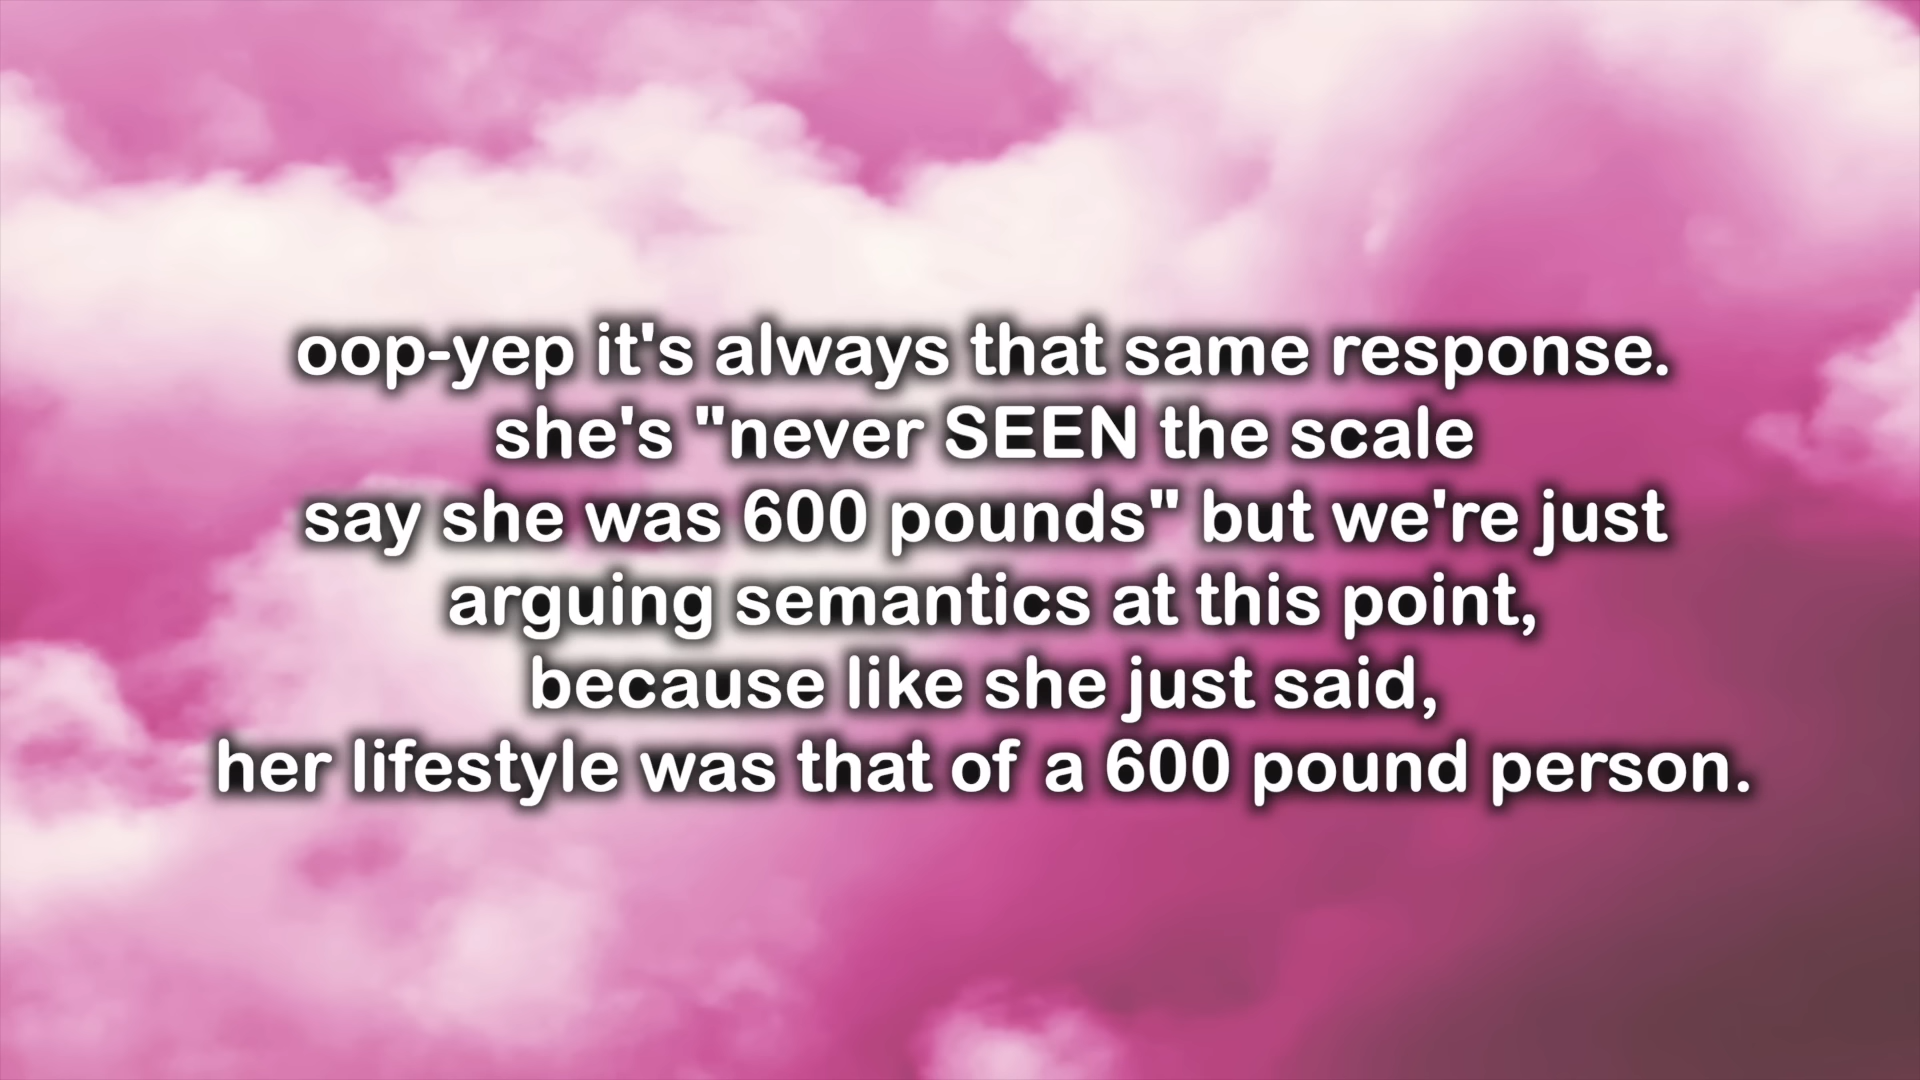 oop-yep it's always that same response.
she's "never SEEN the scale
say she was 600 pounds" but we're just
arguing semantics at this point,
because like she just said,
her lifestyle was that of a 600 pound person.